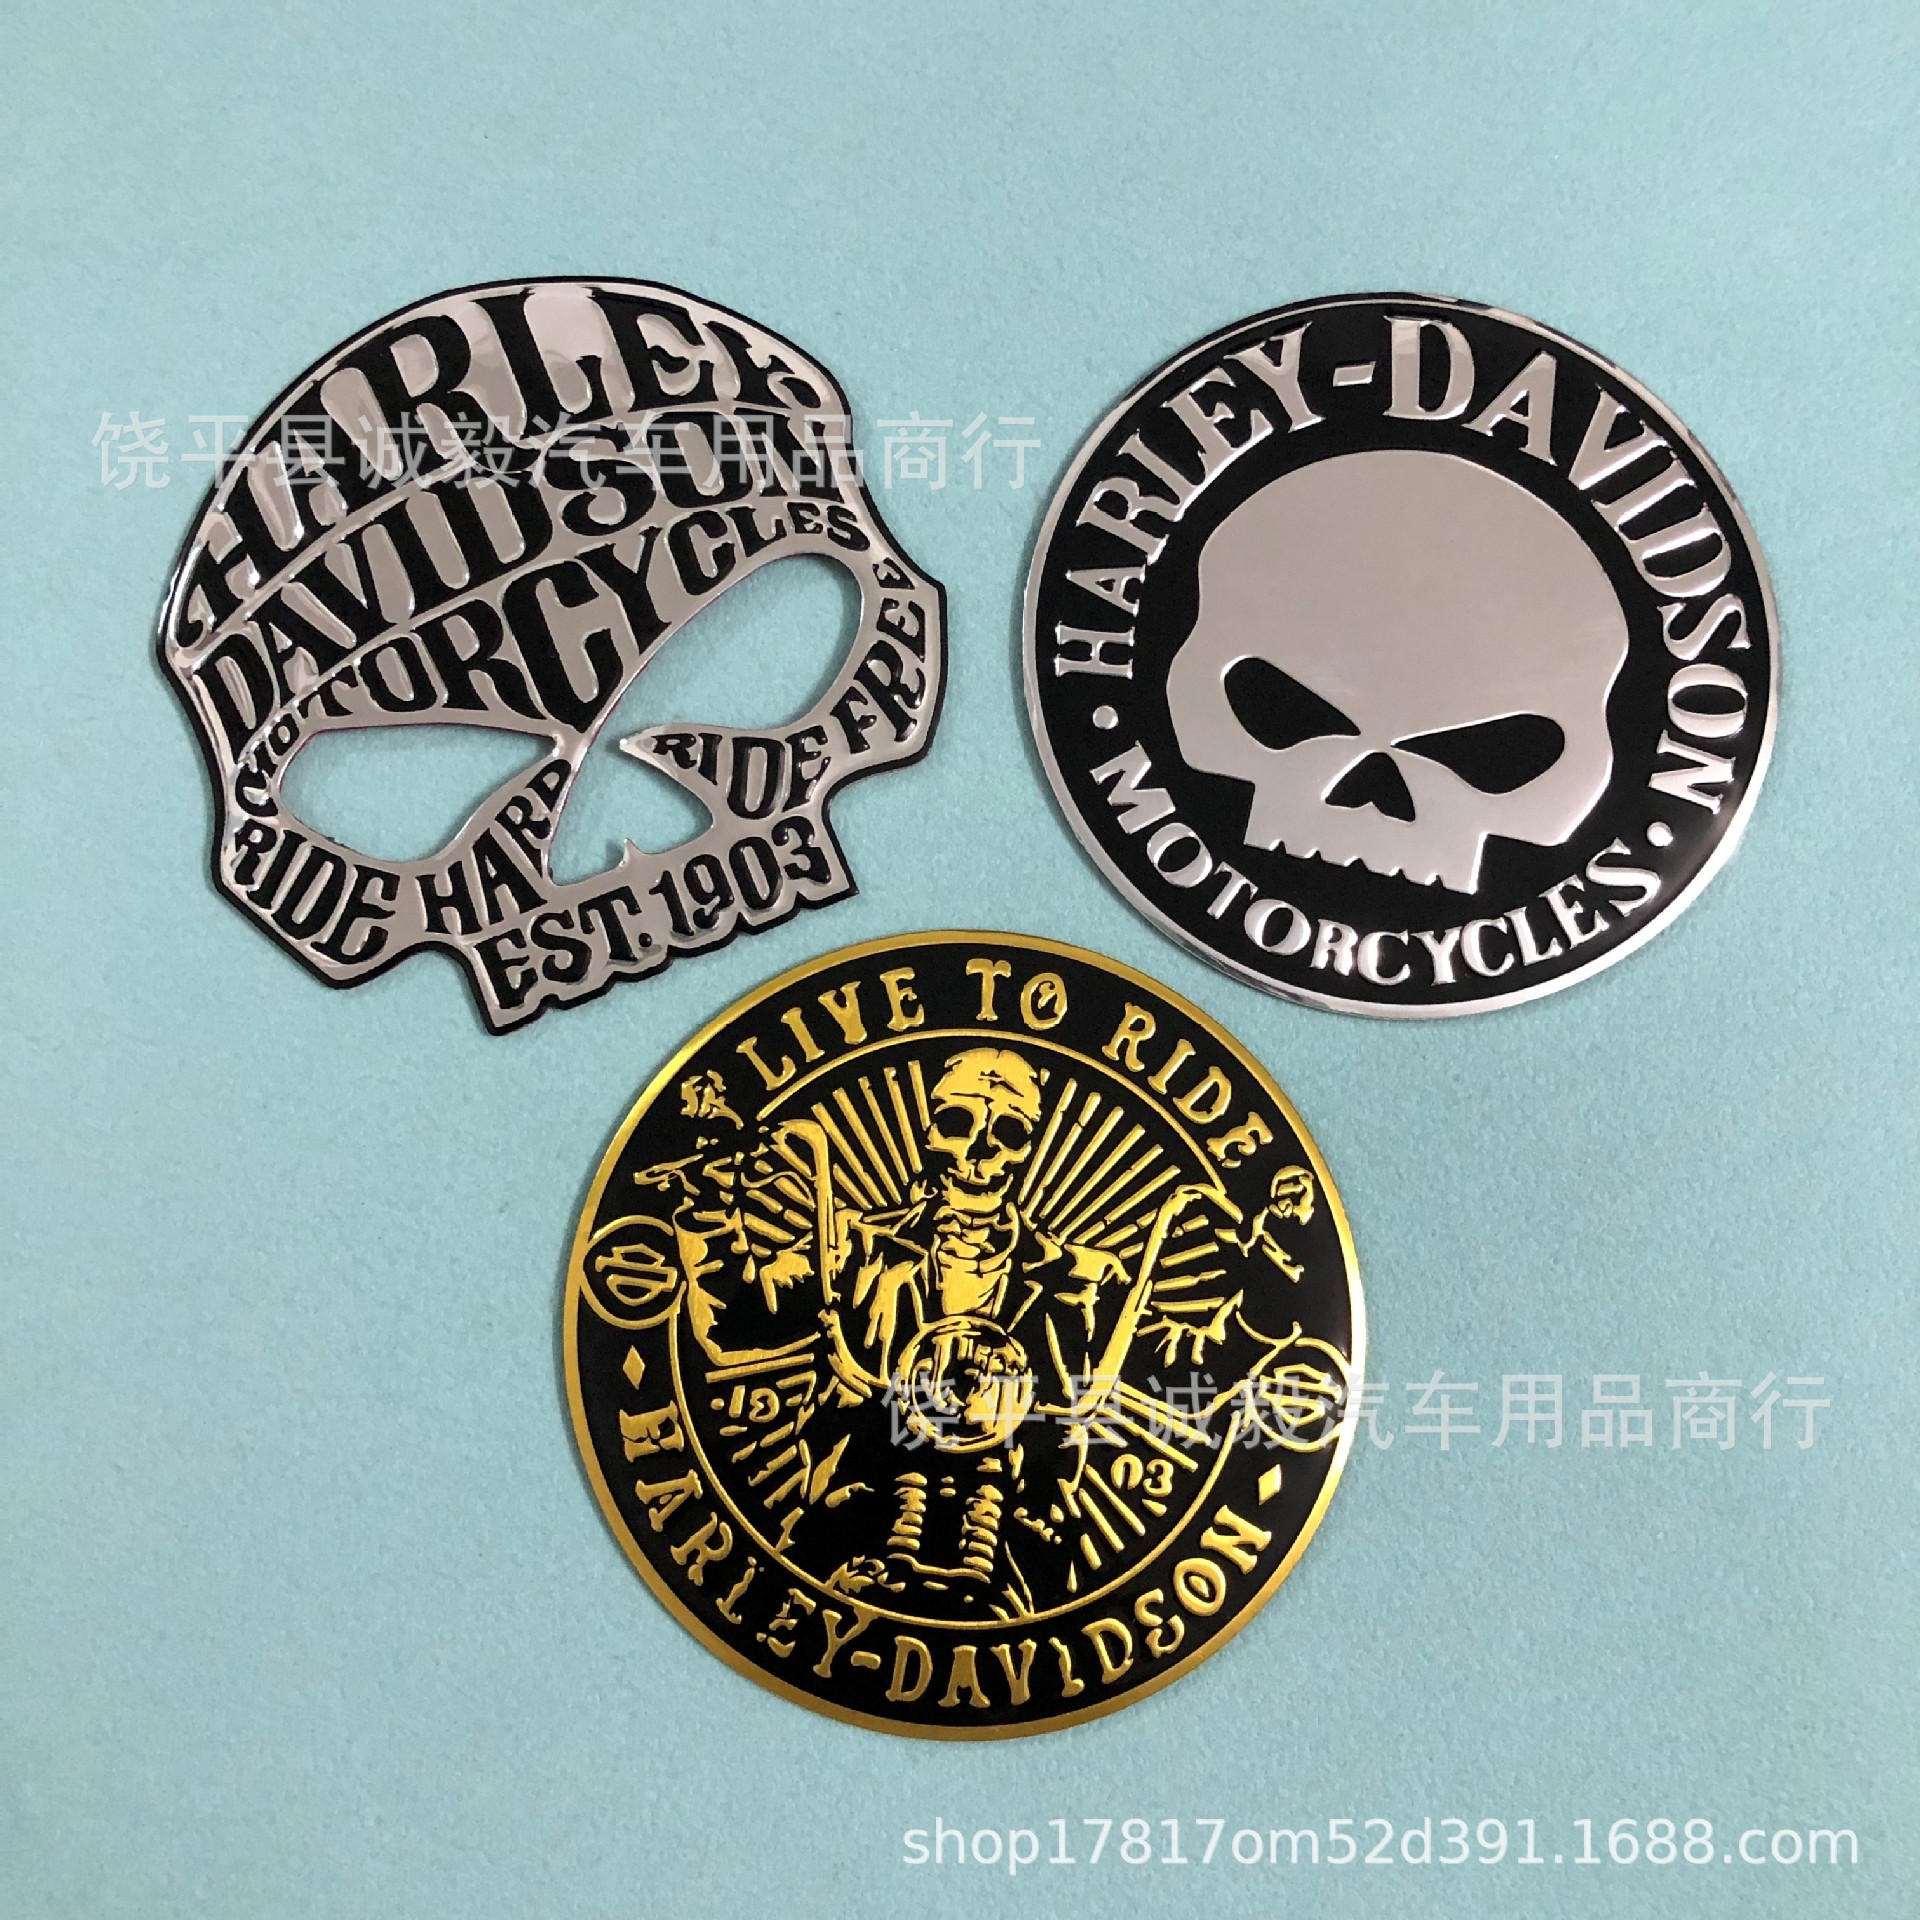 HARLEY
DAVIDSON
MOTORCYCLES
RIDE HARD RIDE FREE
EST. 1903
HARLEY-DAVIDSON
· MOTORCYCLES ·
LIVE TO RIDE
HARLEY-DAVIDSON
19
03
饶平县诚毅汽车用品商行
饶平县诚毅汽车用品商行
shop17817om52d391.1688.com